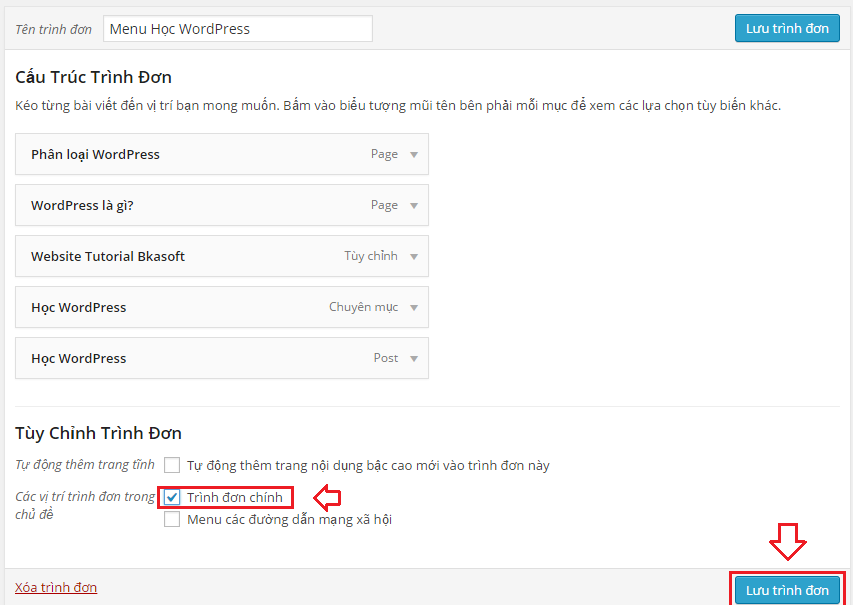 Tên trình đơn Menu Học WordPress Lưu trình đơn
Cấu Trúc Trình Đơn
Kéo từng bài viết đến vị trí bạn mong muốn. Bấm vào biểu tượng mũi tên bên phải mỗi mục để xem các lựa chọn tùy biến khác.
Phân loại WordPress Page
WordPress là gì? Page
Website Tutorial Bkasoft Tùy chỉnh
Học WordPress Chuyên mục
Học WordPress Post
Tùy Chỉnh Trình Đơn
Tự động thêm trang tĩnh Tự động thêm trang nội dụng bậc cao mới vào trình đơn này
Các vị trí trình đơn trong Trình đơn chính
chủ đề
Menu các đường dẫn mạng xã hội
Xóa trình đơn Lưu trình đơn